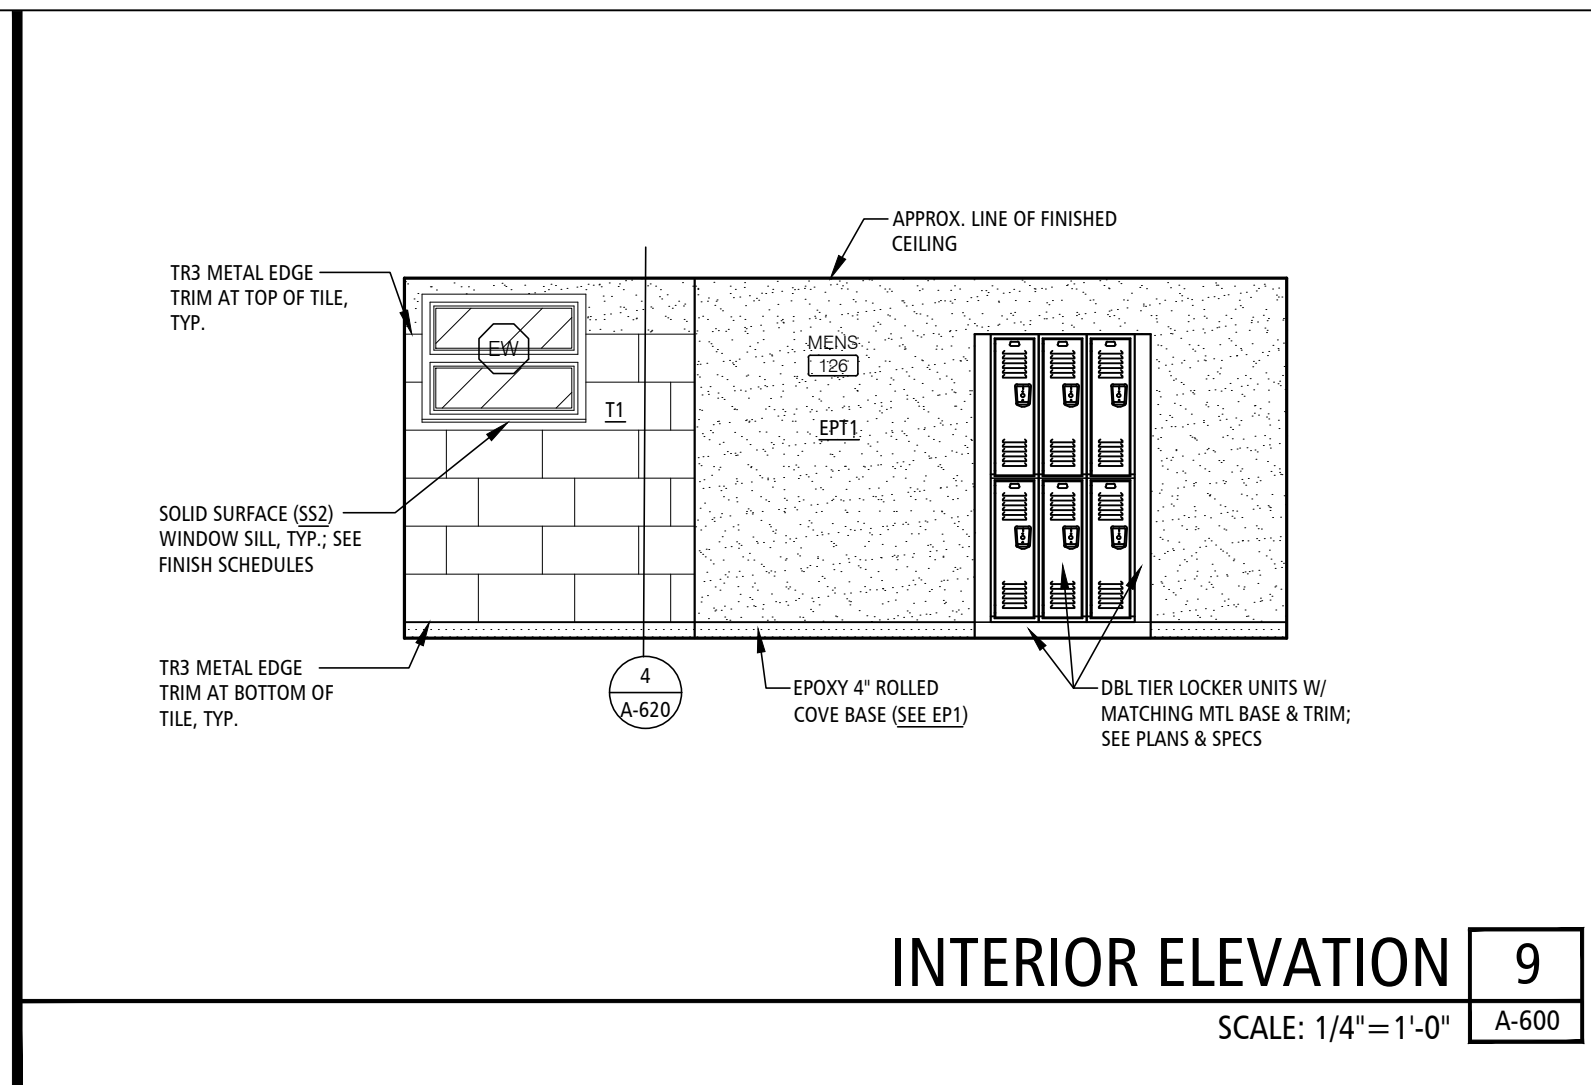 APPROX. LINE OF FINISHED
CEILING
TR3 METAL EDGE
TRIM AT TOP OF TILE,
TYP.
EW
MENS
126
T1
EPT1
SOLID SURFACE (SS2)
WINDOW SILL, TYP.; SEE
FINISH SCHEDULES
TR3 METAL EDGE
TRIM AT BOTTOM OF
TILE, TYP.
4
A-620
EPOXY 4" ROLLED
COVE BASE (SEE EP1)
DBL TIER LOCKER UNITS W/
MATCHING MTL BASE & TRIM;
SEE PLANS & SPECS
INTERIOR ELEVATION
9
SCALE: 1/4"=1'-0"
A-600